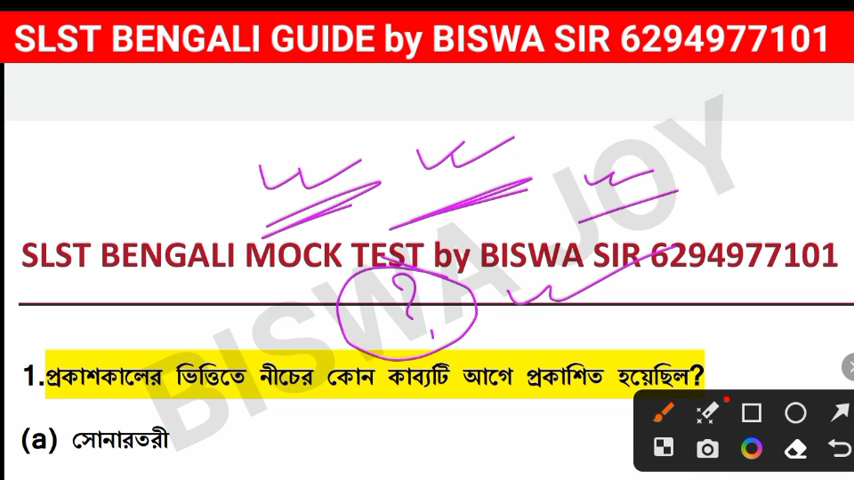 SLST BENGALI GUIDE by BISWA SIR 6294977101
SLST BENGALI MOCK TEST by BISWA SIR 6294977101
?
BISWA JOY
1.প্রকাশকালের ভিত্তিতে নীচের কোন কাব্যটি আগে প্রকাশিত হয়েছিল?
(a) সোনারতরী